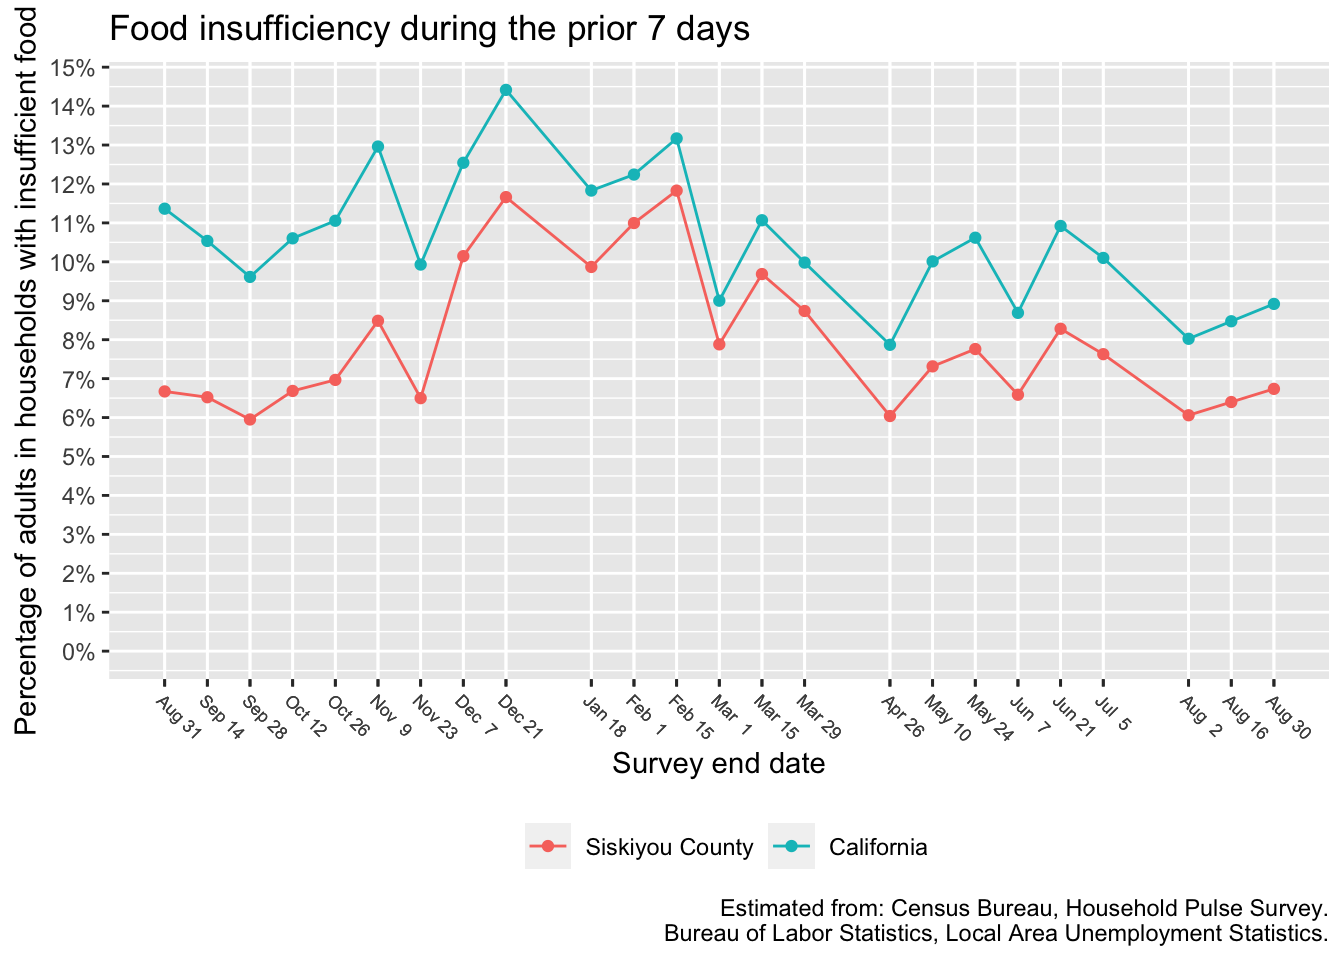 Food insufficiency during the prior 7 days
Percentage of adults in households with insufficient food
15%
14%
13%
12%
11%
10%
9%
8%
7%
6%
5%
4%
3%
2%
1%
0%
Aug 31
Sep 14
Sep 28
Oct 12
Oct 26
Nov 9
Nov 23
Dec 7
Dec 21
Jan 18
Feb 1
Feb 15
Mar 1
Mar 15
Mar 29
Apr 26
May 10
May 24
Jun 7
Jun 21
Jul 5
Aug 2
Aug 16
Aug 30
Survey end date
Siskiyou County
California
Estimated from: Census Bureau, Household Pulse Survey.
Bureau of Labor Statistics, Local Area Unemployment Statistics.